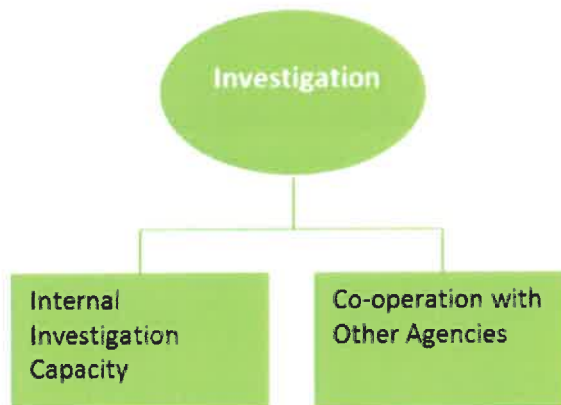 Investigation
Internal
Investigation
Capacity
Co-operation with
Other Agencies